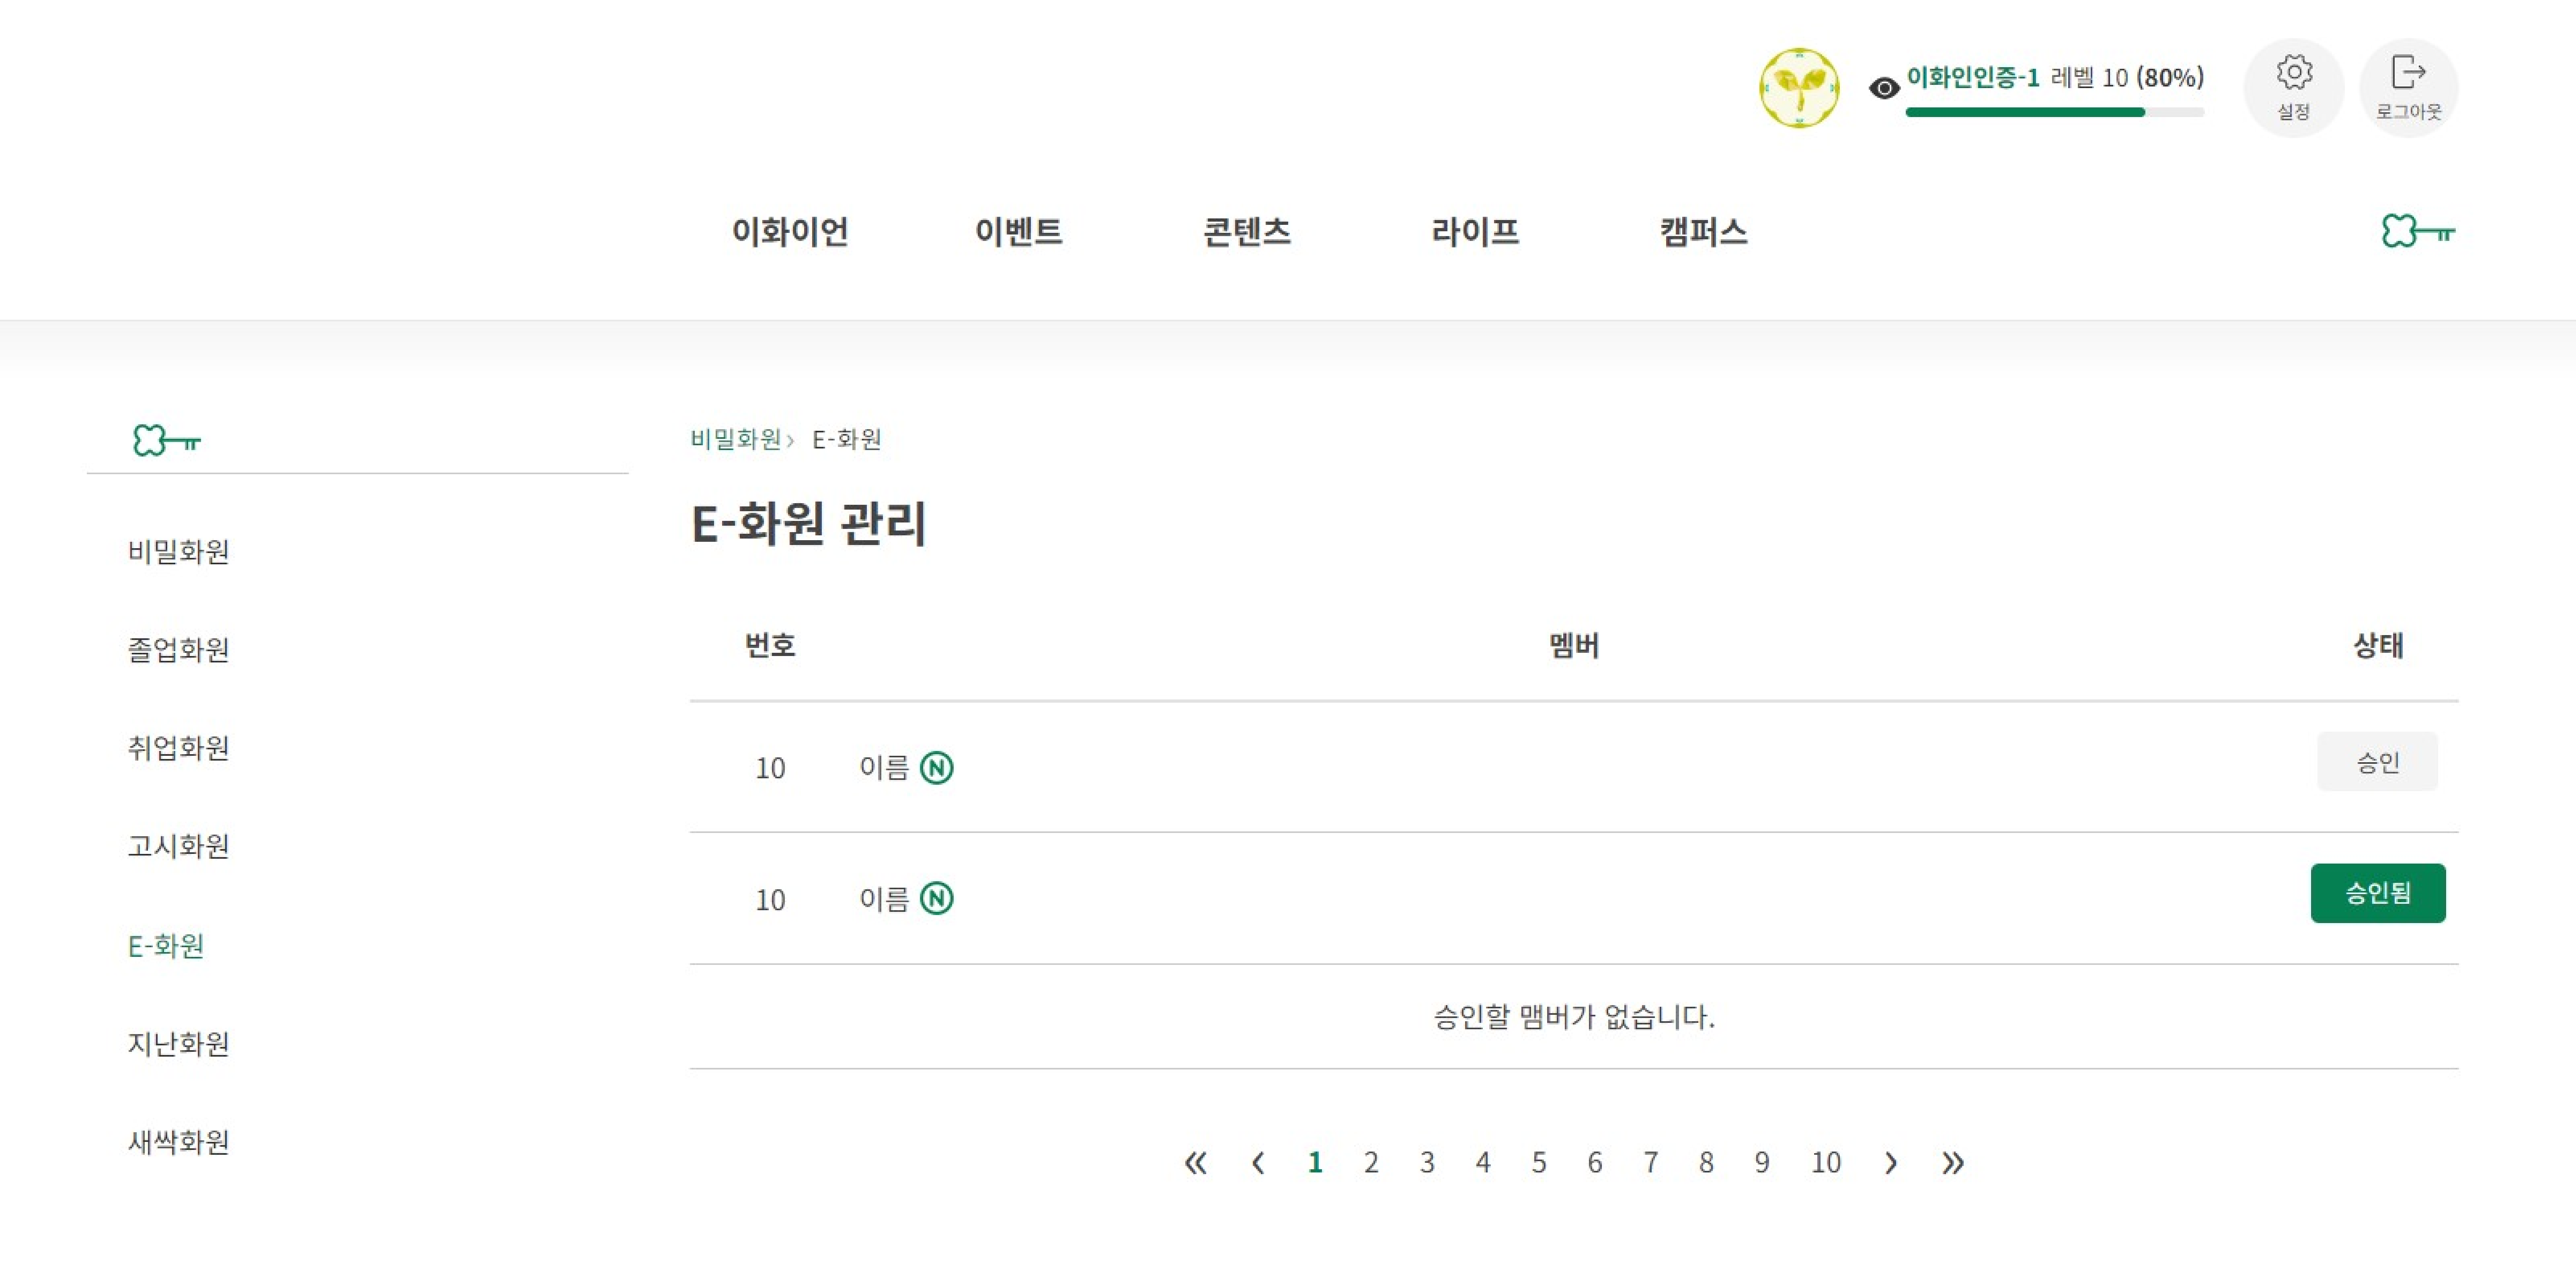 이화인인증-1 레벨 10 (80%)
설정
로그아웃
이화이언 이벤트 콘텐츠 라이프 캠퍼스
비밀화원
졸업화원
취업화원
고시화원
E-화원
지난화원
새싹화원
비밀화원 › E-화원
E-화원 관리
번호 멤버 상태
10 이름 N 승인
10 이름 N 승인됨
승인할 맴버가 없습니다.
« ‹ 1 2 3 4 5 6 7 8 9 10 › »